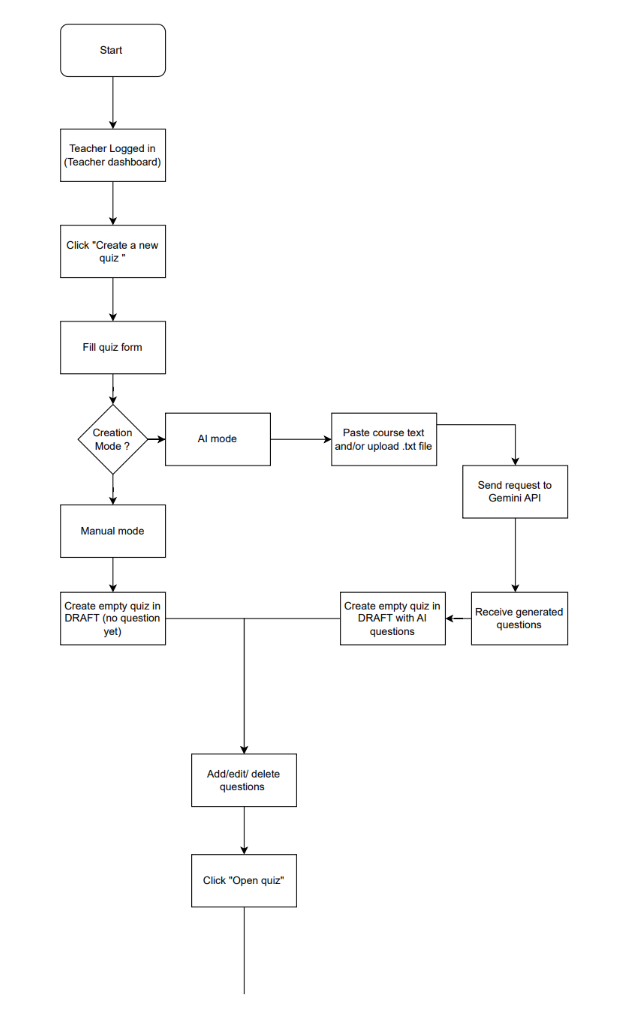 Start
Teacher Logged in
(Teacher dashboard)
Click "Create a new
quiz "
Fill quiz form
Creation
Mode ?
AI mode
Paste course text
and/or upload .txt file
Send request to
Gemini API
Manual mode
Create empty quiz in
DRAFT (no question
yet)
Create empty quiz in
DRAFT with AI
questions
Receive generated
questions
Add/edit/ delete
questions
Click "Open quiz"